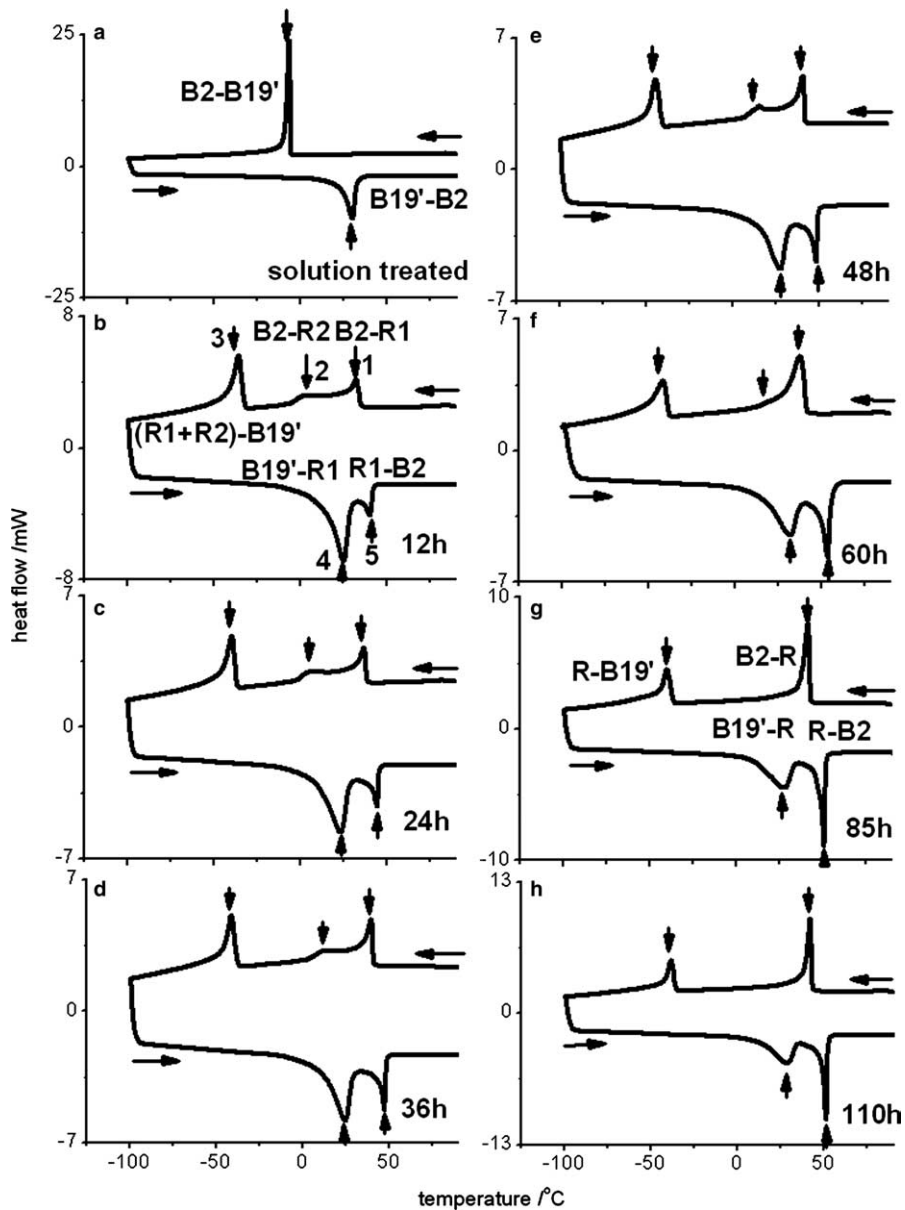 a
25
B2-B19'
0
B19'-B2
solution treated
-25
b
8
B2-R2 B2-R1
3
2
1
(R1+R2)-B19'
0
B19'-R1 R1-B2
4
5
12h
-8
c
7
0
24h
-7
d
7
0
36h
-7
-100 -50 0 50
e
7
0
48h
-7
f
7
0
60h
-7
g
10
R-B19'
B2-R
0
B19'-R R-B2
85h
-10
h
13
0
110h
-13
-100 -50 0 50
heat flow /mW
temperature /°C